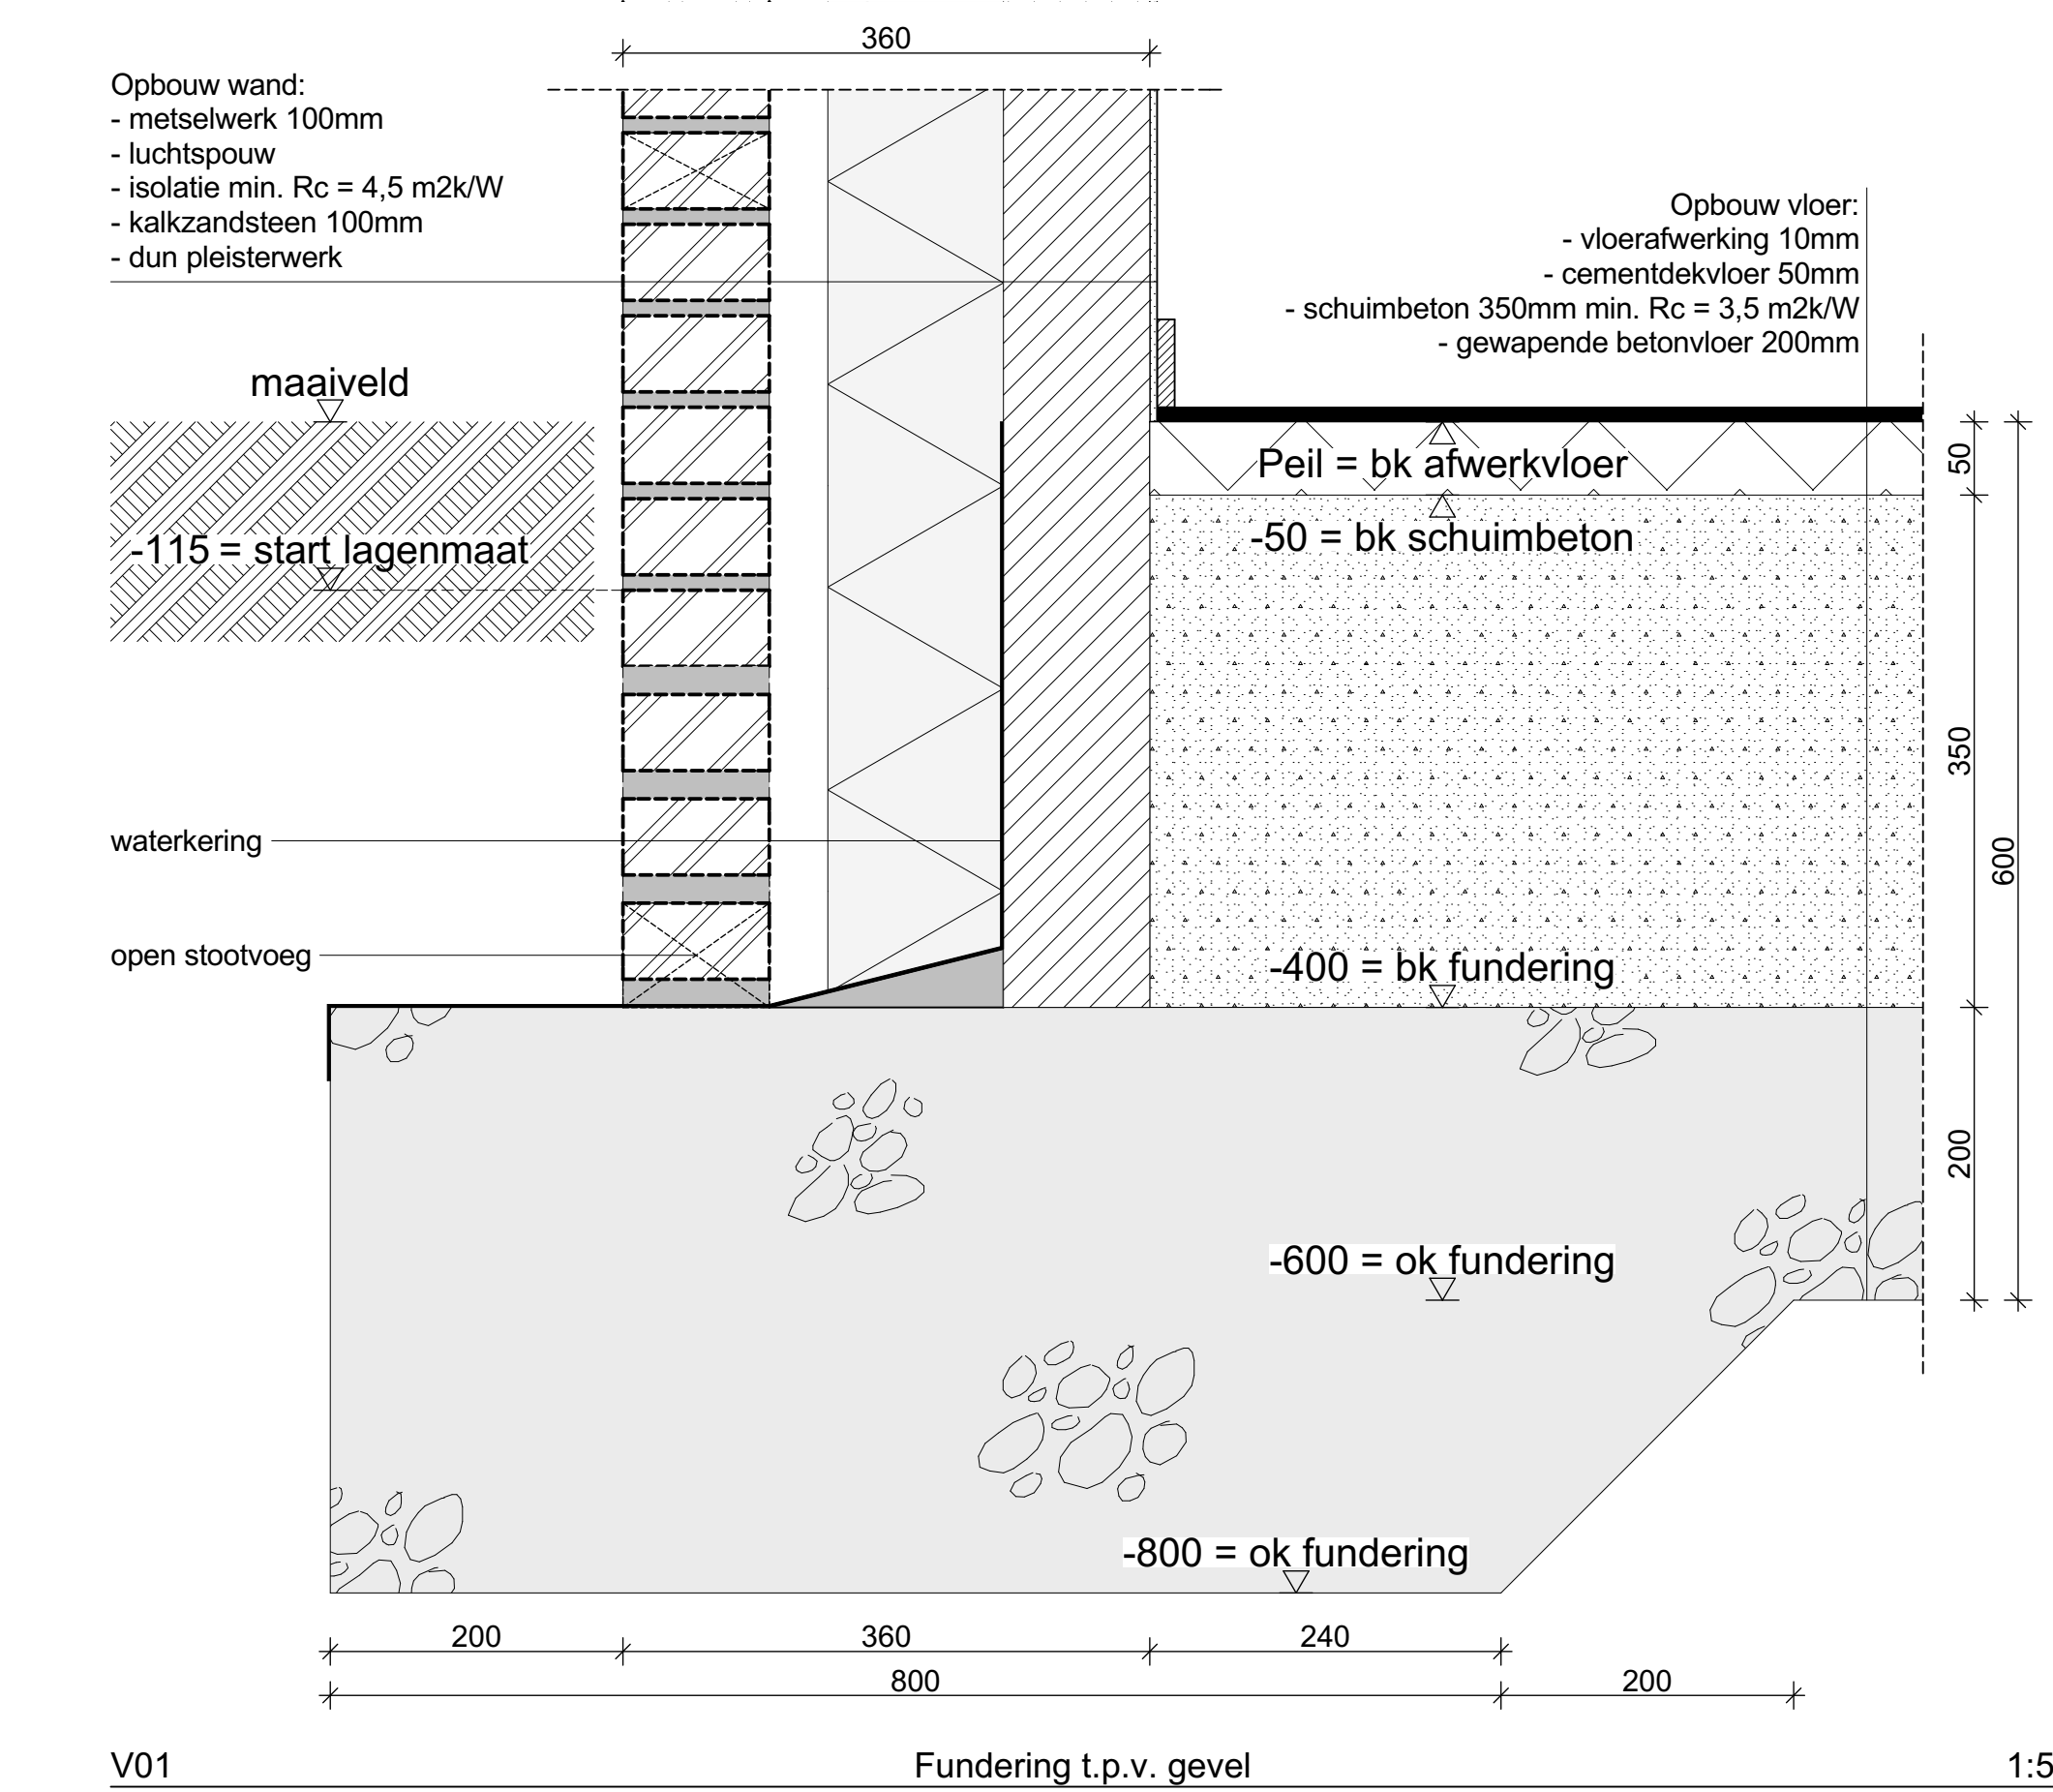 360
Opbouw wand:
- metselwerk 100mm
- luchtspouw
- isolatie min. Rc = 4,5 m2k/W
- kalkzandsteen 100mm
- dun pleisterwerk
Opbouw vloer:
- vloerafwerking 10mm
- cementdekvloer 50mm
- schuimbeton 350mm min. Rc = 3,5 m2k/W
- gewapende betonvloer 200mm
maaiveld
Peil = bk afwerkvloer
50
-50 = bk schuimbeton
-115 = start lagenmaat
350
waterkering
600
open stootvoeg
-400 = bk fundering
200
-600 = ok fundering
-800 = ok fundering
200
360
240
800
200
V01
Fundering t.p.v. gevel
1:5